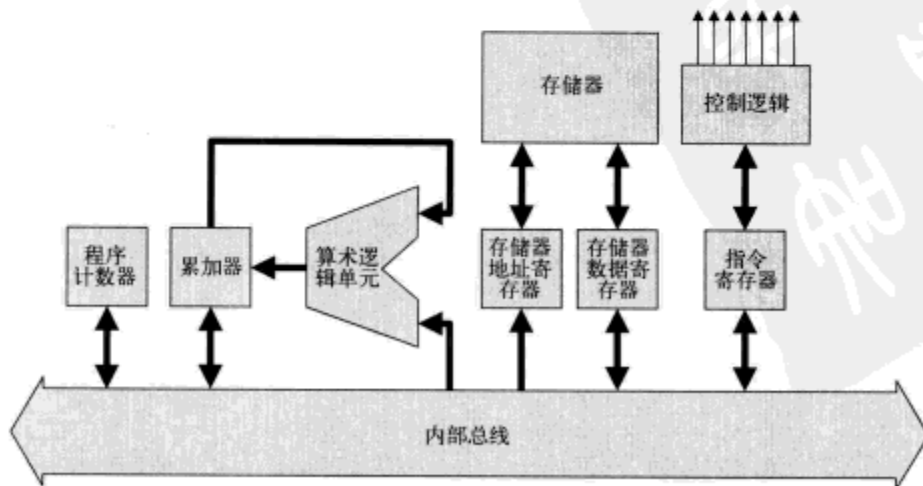 存储器
控制逻辑
程序
计数器
累加器
算术逻
辑单元
存储器
地址寄
存器
存储器
数据寄
存器
指令
寄存器
内部总线